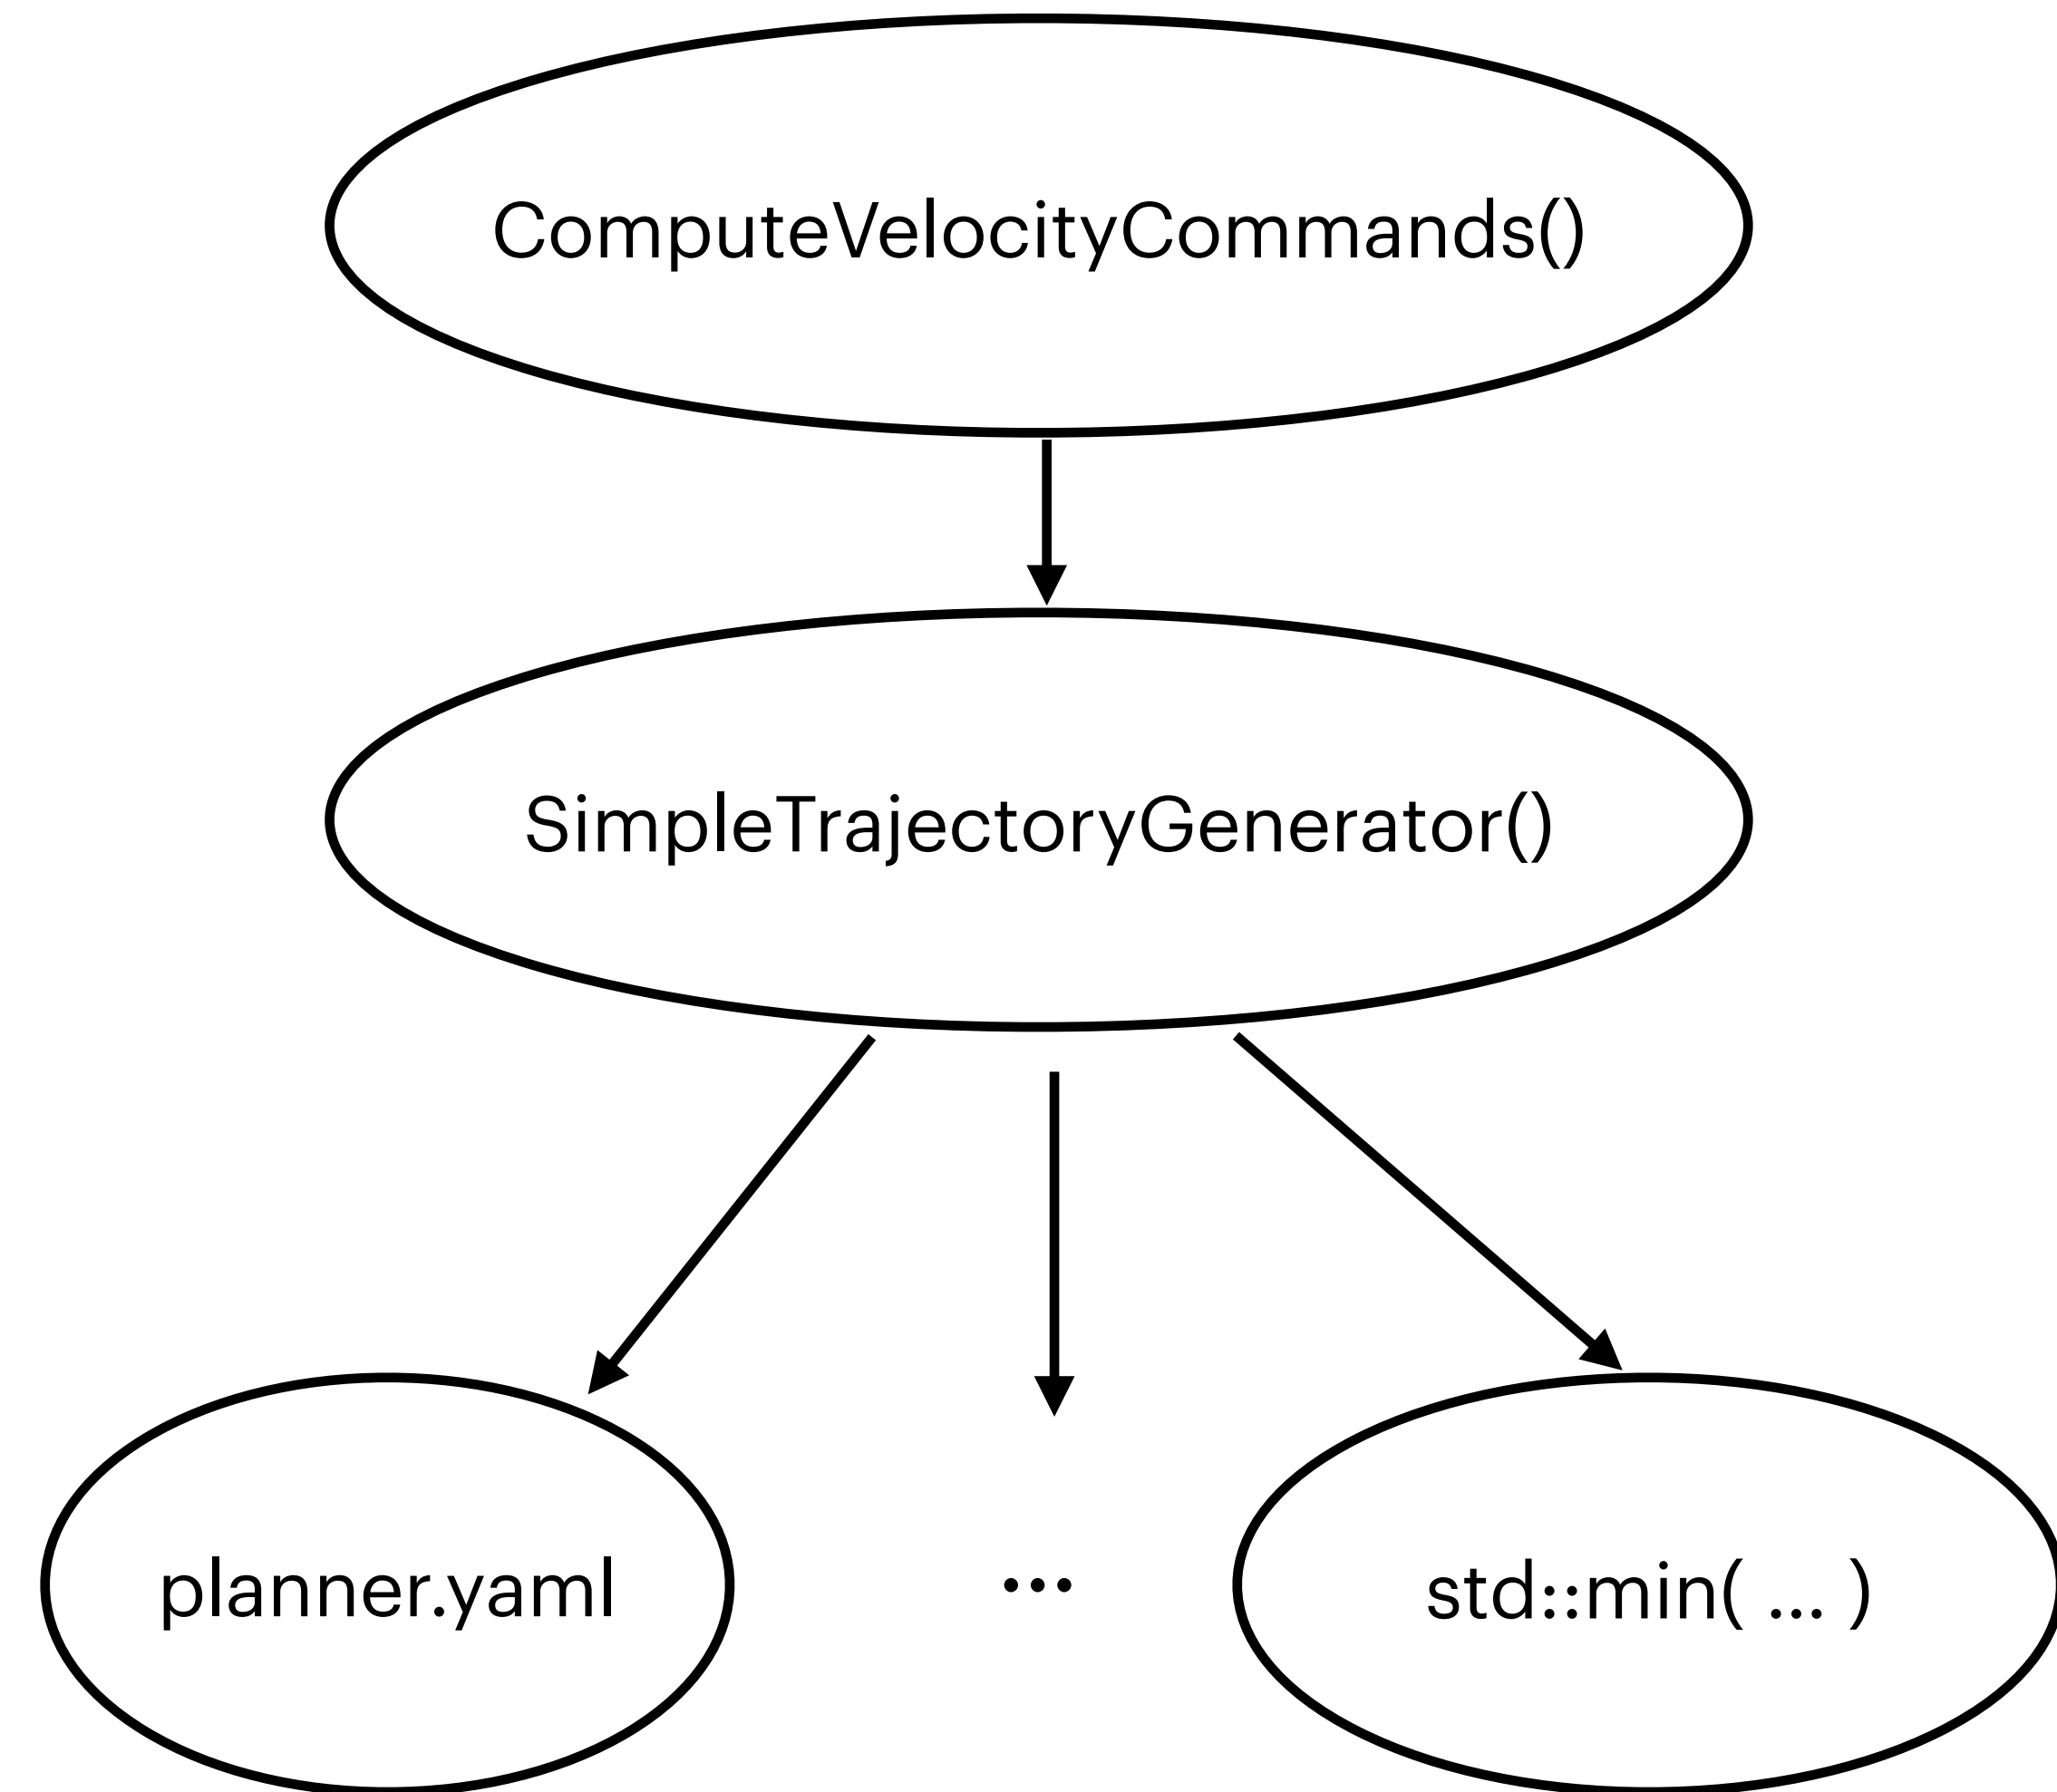 ComputeVelocityCommands()
SimpleTrajectoryGenerator()
planner.yaml
...
std::min( ... )